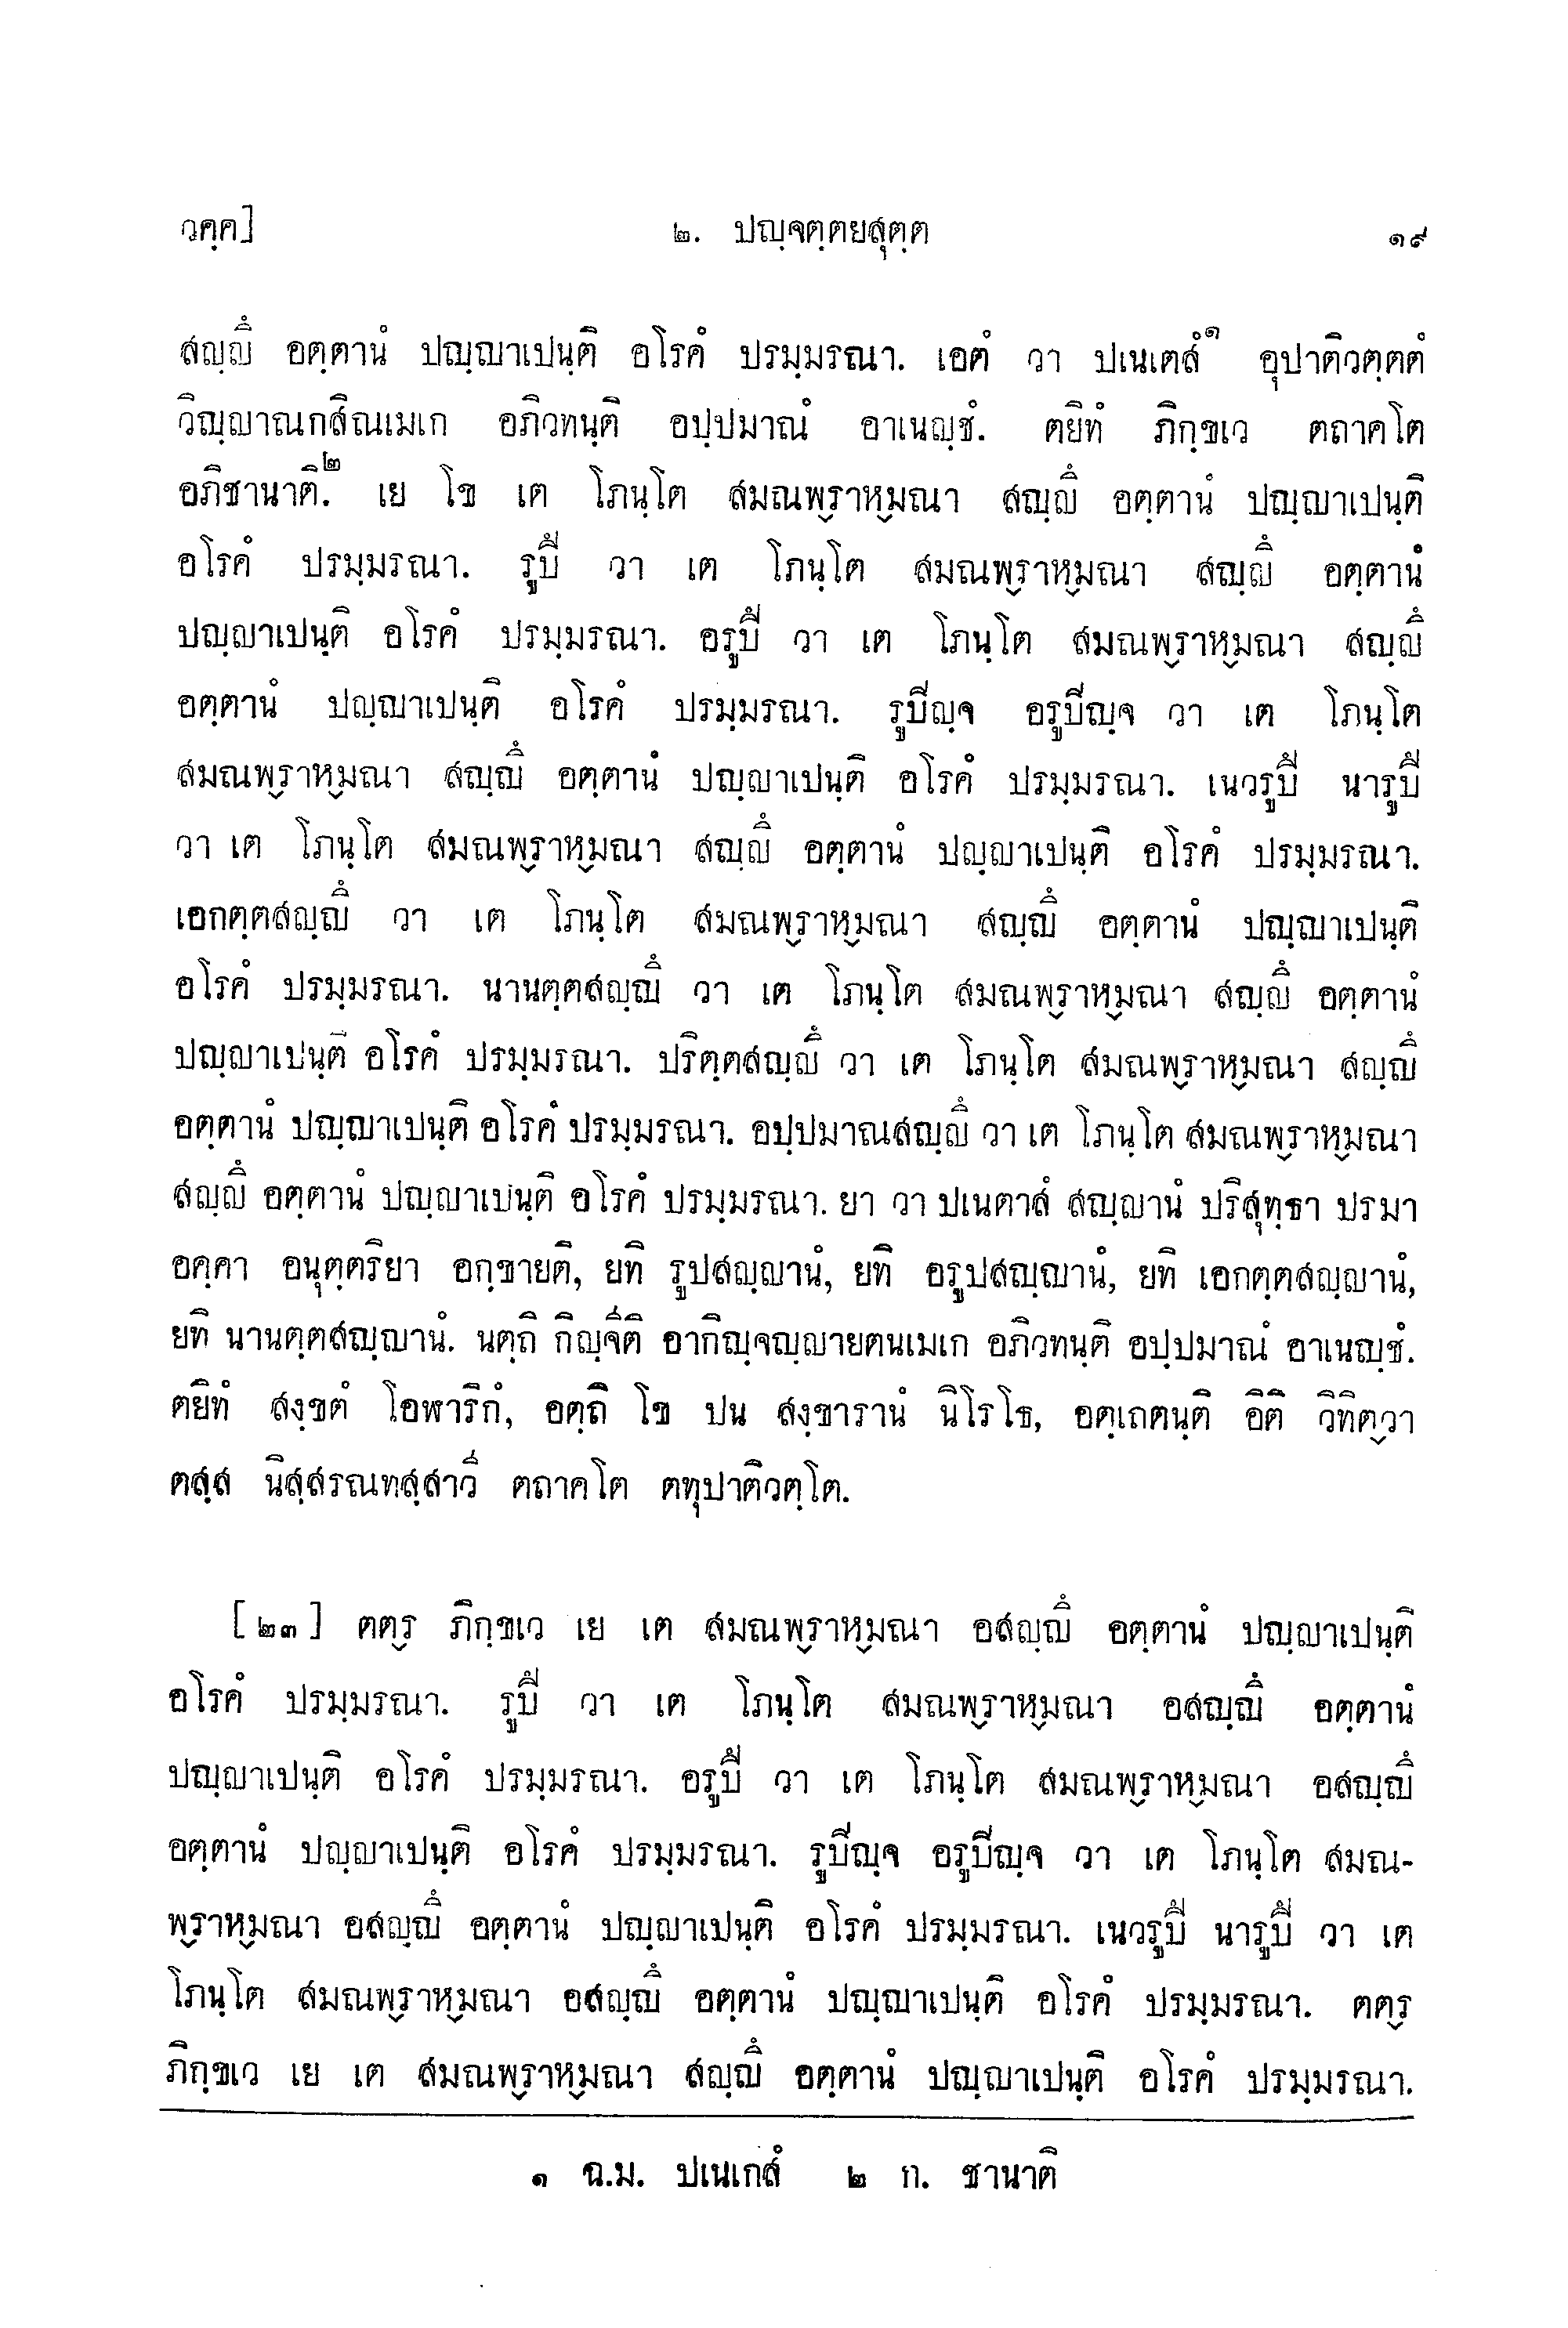 วคฺค] ๒. ปญฺจตฺตยสุตฺต ๑๙
สญฺญึ อตฺตานํ ปญฺญาเปนฺติ อโรคํ ปรมฺมรณา. เอตํ วา ปเนเตสํ๑ อุปาติวตฺตตํ
วิญฺญาณกสิณเมเก อภิวทนฺติ อปฺปมาณํ อาเนญฺชํ. ตยิทํ ภิกฺขเว ตถาคโต
อภิชานาติ.๒ เย โข เต โภนฺโต สมณพฺราหฺมณา สญฺญึ อตฺตานํ ปญฺญาเปนฺติ
อโรคํ ปรมฺมรณา. รูปึ วา เต โภนฺโต สมณพฺราหฺมณา สญฺญึ อตฺตานํ
ปญฺญาเปนฺติ อโรคํ ปรมฺมรณา. อรูปึ วา เต โภนฺโต สมณพฺราหฺมณา สญฺญึ
อตฺตานํ ปญฺญาเปนฺติ อโรคํ ปรมฺมรณา. รูปิญฺจ อรูปิญฺจ วา เต โภนฺโต
สมณพฺราหฺมณา สญฺญึ อตฺตานํ ปญฺญาเปนฺติ อโรคํ ปรมฺมรณา. เนวรูปึ นารูปึ
วา เต โภนฺโต สมณพฺราหฺมณา สญฺญึ อตฺตานํ ปญฺญาเปนฺติ อโรคํ ปรมฺมรณา.
เอกตฺตสญฺญึ วา เต โภนฺโต สมณพฺราหฺมณา สญฺญึ อตฺตานํ ปญฺญาเปนฺติ
อโรคํ ปรมฺมรณา. นานตฺตสญฺญึ วา เต โภนฺโต สมณพฺราหฺมณา สญฺญึ อตฺตานํ
ปญฺญาเปนฺติ อโรคํ ปรมฺมรณา. ปริตฺตสญฺญึ วา เต โภนฺโต สมณพฺราหฺมณา สญฺญึ
อตฺตานํ ปญฺญาเปนฺติ อโรคํ ปรมฺมรณา. อปฺปมาณสญฺญึ วา เต โภนฺโต สมณพฺราหฺมณา
สญฺญึ อตฺตานํ ปญฺญาเปนฺติ อโรคํ ปรมฺมรณา. ยา วา ปเนตาสํ สญฺญานํ ปริสุทฺธา ปรมา
อคฺคา อนุตฺตริยา อกฺขายติ, ยทิ รูปสญฺญานํ, ยทิ อรูปสญฺญานํ, ยทิ เอกตฺตสญฺญานํ,
ยทิ นานตฺตสญฺญานํ. นตฺถิ กิญฺจีติ อากิญฺจญฺญายตนเมเก อภิวทนฺติ อปฺปมาณํ อาเนญฺชํ.
ตยิทํ สงฺขตํ โอฬาริกํ, อตฺถิ โข ปน สงฺขารานํ นิโรโธ, อตฺเถตนฺติ อิติ วิทิตฺวา
ตสฺส นิสฺสรณทสฺสาวี ตถาคโต ตทุปาติวตฺโต.
[๒๓] ตตฺร ภิกฺขเว เย เต สมณพฺราหฺมณา อสญฺญึ อตฺตานํ ปญฺญาเปนฺติ
อโรคํ ปรมฺมรณา. รูปึ วา เต โภนฺโต สมณพฺราหฺมณา อสญฺญึ อตฺตานํ
ปญฺญาเปนฺติ อโรคํ ปรมฺมรณา. อรูปึ วา เต โภนฺโต สมณพฺราหฺมณา อสญฺญึ
อตฺตานํ ปญฺญาเปนฺติ อโรคํ ปรมฺมรณา. รูปิญฺจ อรูปิญฺจ วา เต โภนฺโต สมณ-
พฺราหฺมณา อสญฺญึ อตฺตานํ ปญฺญาเปนฺติ อโรคํ ปรมฺมรณา. เนวรูปึ นารูปึ วา เต
โภนฺโต สมณพฺราหฺมณา อสญฺญึ อตฺตานํ ปญฺญาเปนฺติ อโรคํ ปรมฺมรณา. ตตฺร
ภิกฺขเว เย เต สมณพฺราหฺมณา สญฺญึ อตฺตานํ ปญฺญาเปนฺติ อโรคํ ปรมฺมรณา.
๑ ฉ.ม. ปเนเกสํ ๒ ก. ชานาติ